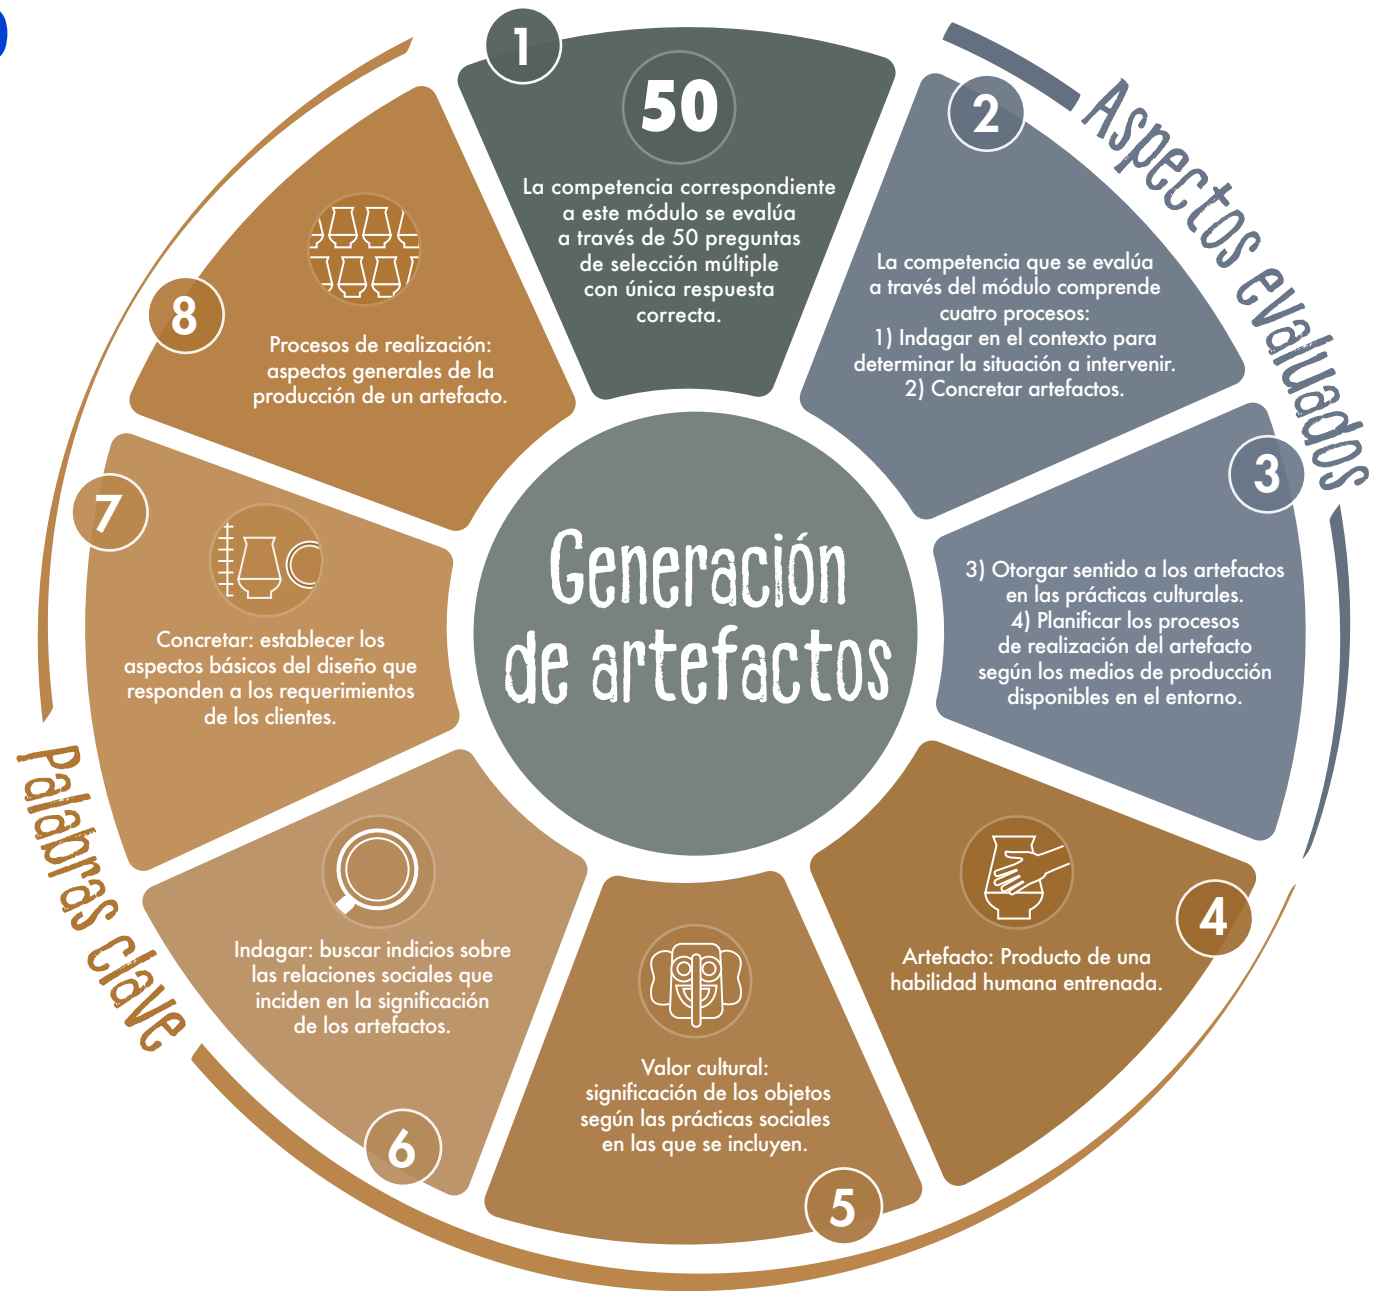 Generación
de artefactos
1
50
La competencia correspondiente
a este módulo se evalúa
a través de 50 preguntas
de selección múltiple
con única respuesta
correcta.
Aspectos evaluados
2
La competencia que se evalúa
a través del módulo comprende
cuatro procesos:
1) Indagar en el contexto para
determinar la situación a intervenir.
2) Concretar artefactos.
3
3) Otorgar sentido a los artefactos
en las prácticas culturales.
4) Planificar los procesos
de realización del artefacto
según los medios de producción
disponibles en el entorno.
Palabras clave
4
Artefacto: Producto de una
habilidad humana entrenada.
5
Valor cultural:
significación de los objetos
según las prácticas sociales
en las que se incluyen.
6
Indagar: buscar indicios sobre
las relaciones sociales que
inciden en la significación
de los artefactos.
7
Concretar: establecer los
aspectos básicos del diseño que
responden a los requerimientos
de los clientes.
8
Procesos de realización:
aspectos generales de la
producción de un artefacto.